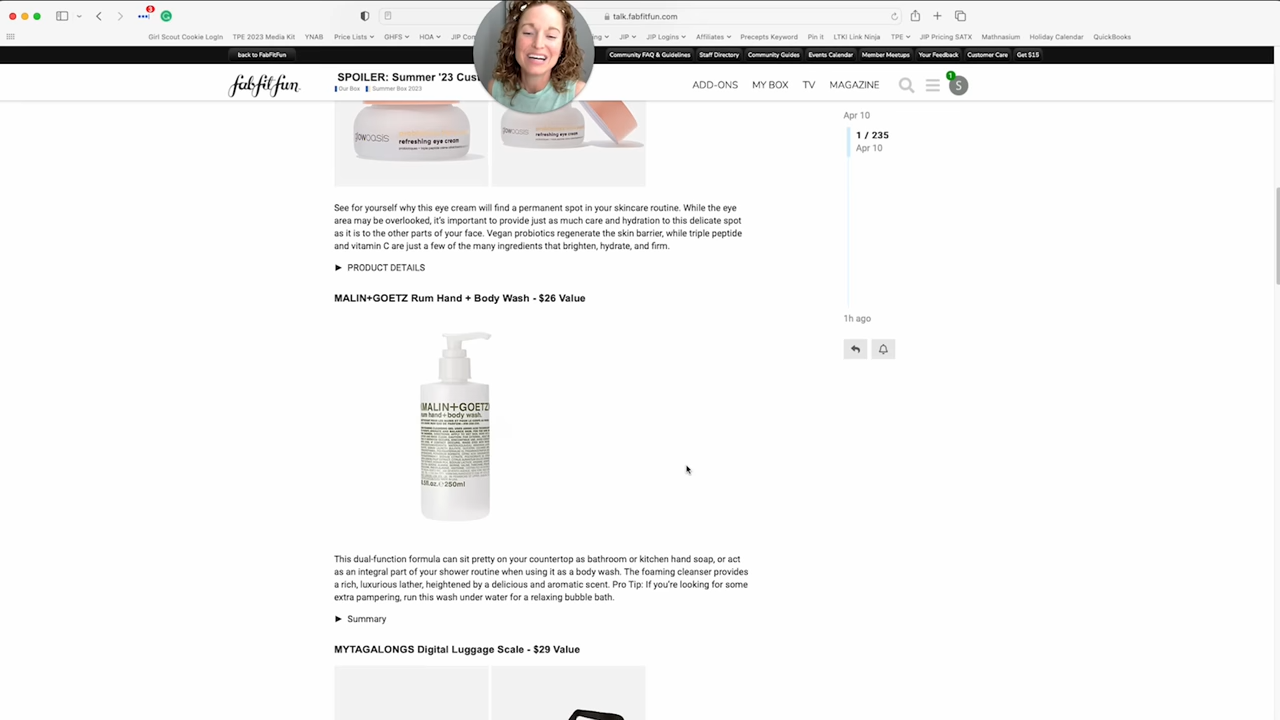 3
talk.fabfitfun.com
Girl Scout Cookie Login TPE 2023 Media Kit YNAB Price Lists GHFS HOA JIP JIP Logins Affiliates Precepts Keyword Pin it LTKI Link Ninja TPE JIP Pricing SATX Mathnasium Holiday Calendar QuickBooks
back to FabFitFun Community FAQ & Guidelines Staff Directory Community Guides Events Calendar Member Meetups Your Feedback Customer Care Get $15
fabfitfun SPOILER: Summer '23 ADD-ONS MY BOX TV MAGAZINE 1 S
Our Box Summer Box 2023
Apr 10
1 / 235
Apr 10
glowoasis refreshing eye cream
glowoasis refreshing eye cream
See for yourself why this eye cream will find a permanent spot in your skincare routine. While the eye
area may be overlooked, it's important to provide just as much care and hydration to this delicate spot
as it is to the other parts of your face. Vegan probiotics regenerate the skin barrier, while triple peptide
and vitamin C are just a few of the many ingredients that brighten, hydrate, and firm.
► PRODUCT DETAILS
MALIN+GOETZ Rum Hand + Body Wash - $26 Value
1h ago
MALIN+GOETZ
rum hand+body wash.
250ml
This dual-function formula can sit pretty on your countertop as bathroom or kitchen hand soap, or act
as an integral part of your shower routine when using it as a body wash. The foaming cleanser provides
a rich, luxurious lather, heightened by a delicious and aromatic scent. Pro Tip: If you're looking for some
extra pampering, run this wash under water for a relaxing bubble bath.
► Summary
MYTAGALONGS Digital Luggage Scale - $29 Value